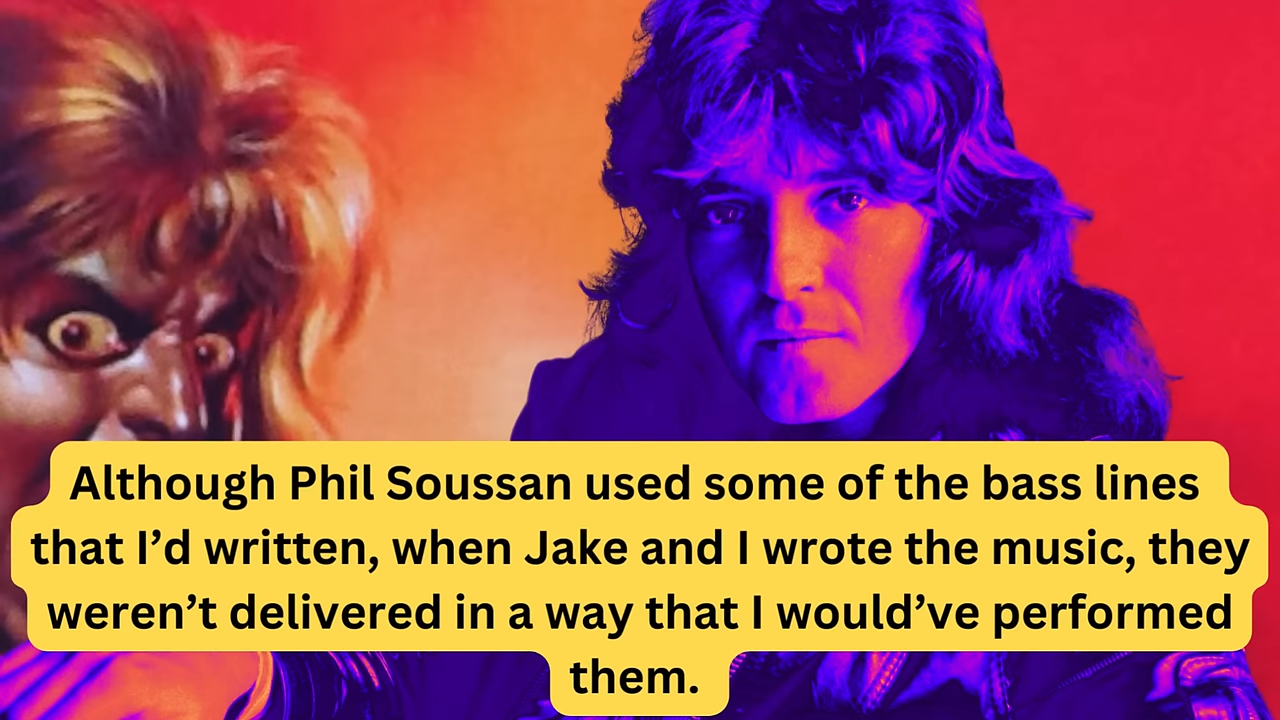 Although Phil Soussan used some of the bass lines
that I’d written, when Jake and I wrote the music, they
weren’t delivered in a way that I would’ve performed
them.